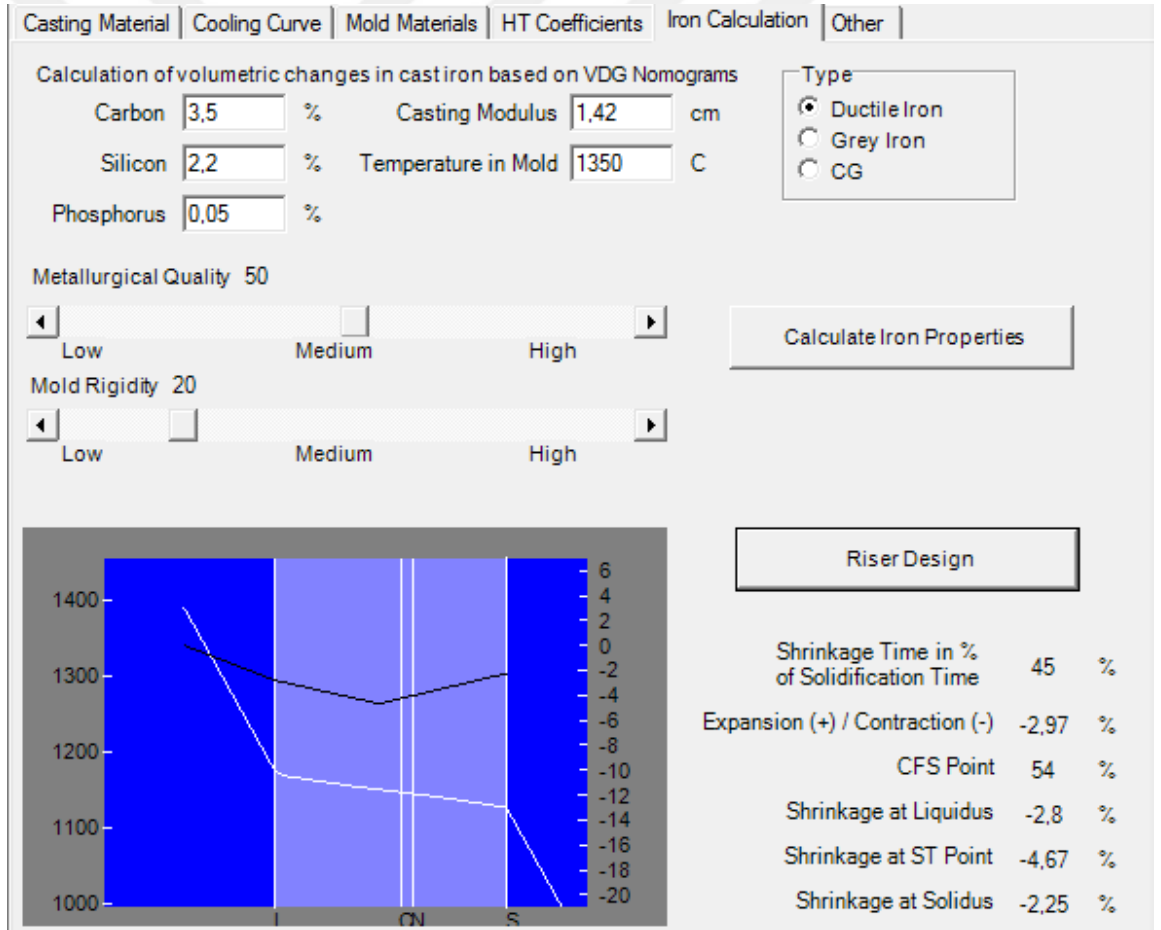 Casting Material Cooling Curve Mold Materials HT Coefficients Iron Calculation Other
Calculation of volumetric changes in cast iron based on VDG Nomograms
Type
Carbon 3,5 % Casting Modulus 1,42 cm
Ductile Iron
Grey Iron
CG
Silicon 2,2 % Temperature in Mold 1350 C
Phosphorus 0,05 %
Metallurgical Quality 50
Low Medium High
Calculate Iron Properties
Mold Rigidity 20
Low Medium High
Riser Design
1400
1300
1200
1100
1000
6
4
2
0
-2
-4
-6
-8
-10
-12
-14
-16
-18
-20
L CN S
Shrinkage Time in %
of Solidification Time 45 %
Expansion (+) / Contraction (-) -2,97 %
CFS Point 54 %
Shrinkage at Liquidus -2,8 %
Shrinkage at ST Point -4,67 %
Shrinkage at Solidus -2,25 %